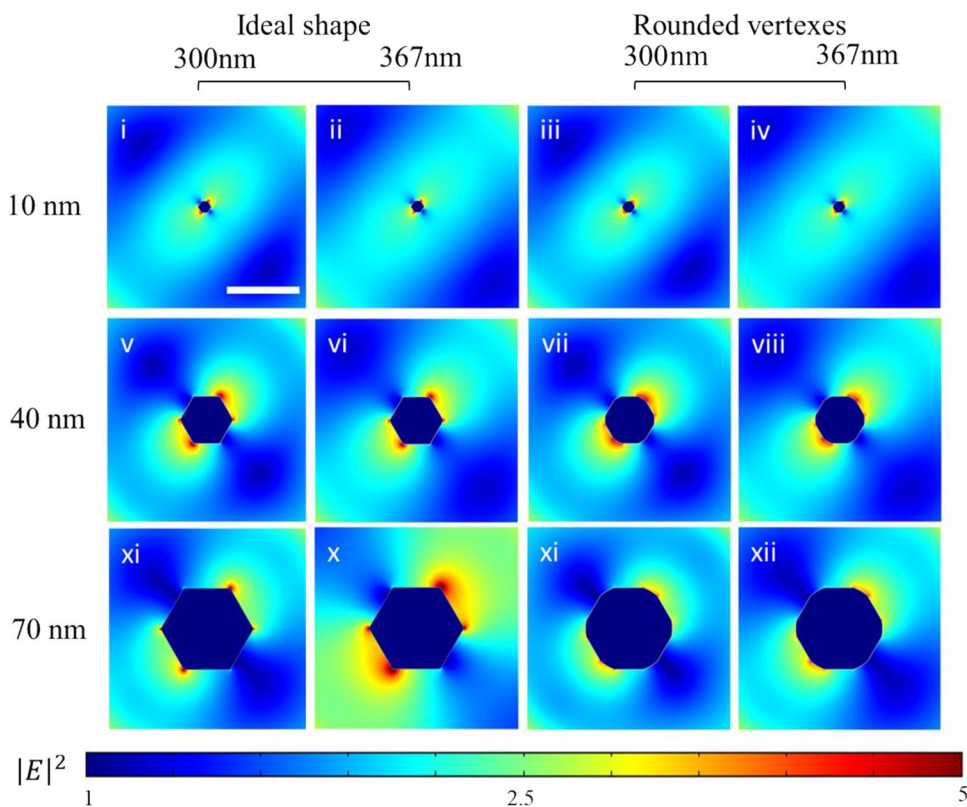 Ideal shape Rounded vertexes
300nm 367nm 300nm 367nm
i ii iii iv
10 nm
v vi vii viii
40 nm
xi x xi xii
70 nm
|E|²
1 2.5 5